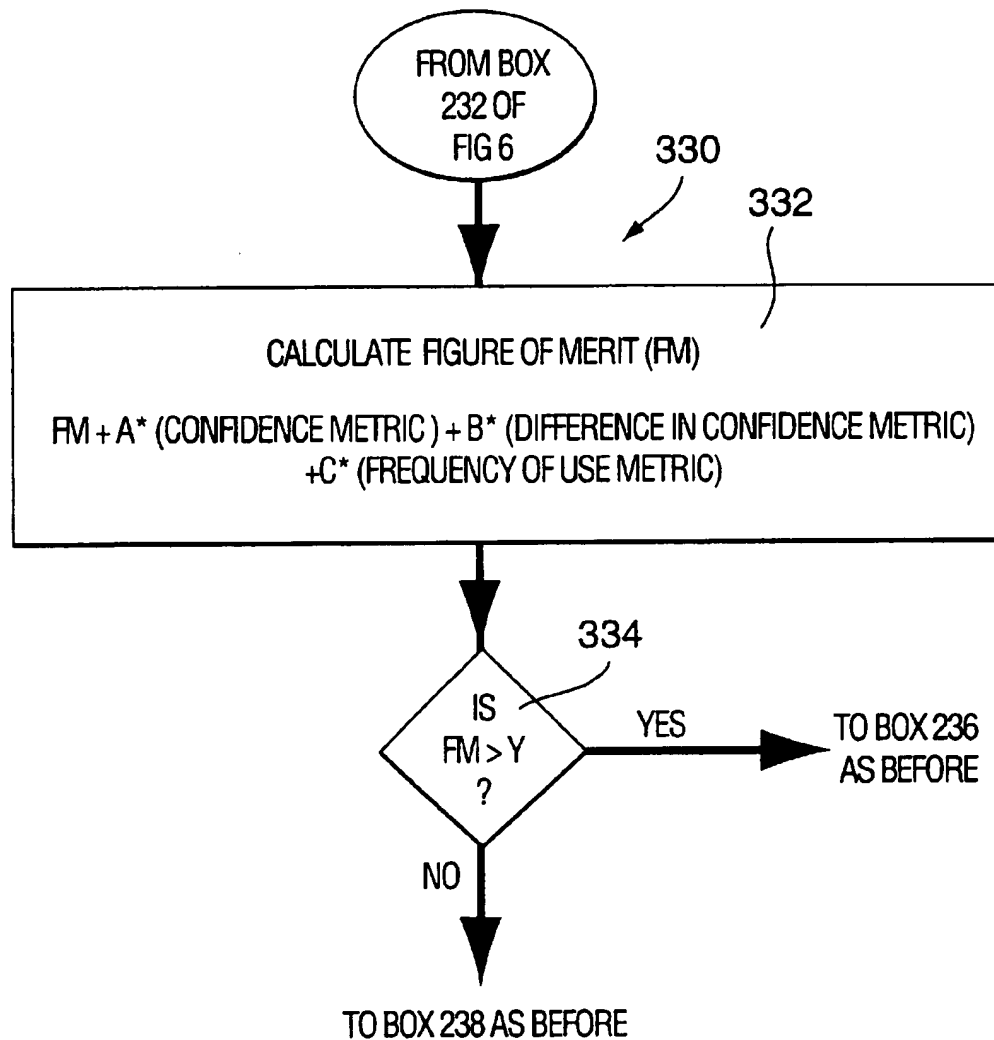 FROM BOX
232 OF
FIG 6
330
332
CALCULATE FIGURE OF MERIT (FM)
FM + A* (CONFIDENCE METRIC ) + B* (DIFFERENCE IN CONFIDENCE METRIC)
+C* (FREQUENCY OF USE METRIC)
334
IS
FM > Y
?
YES
TO BOX 236
AS BEFORE
NO
TO BOX 238 AS BEFORE